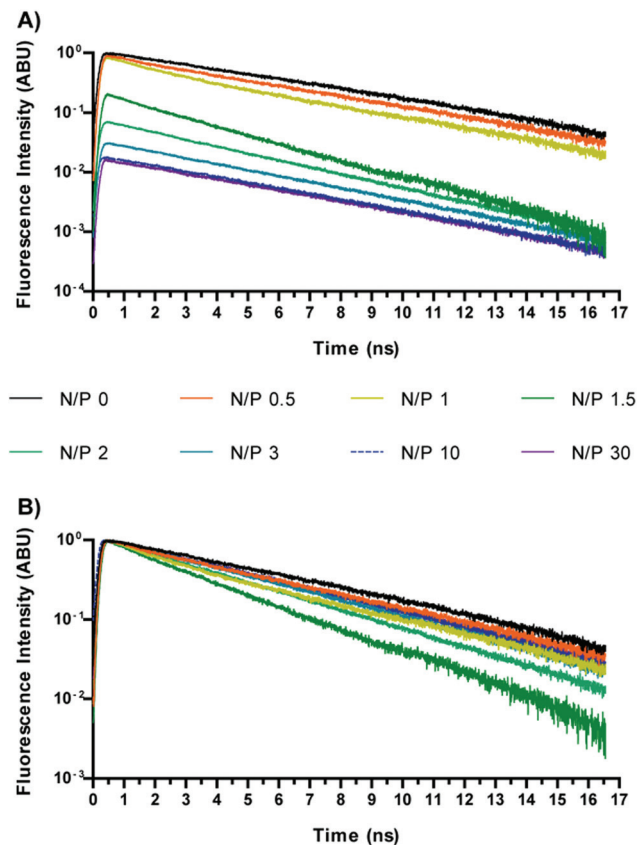 A)
Fluorescence Intensity (ABU)
10⁰
10⁻¹
10⁻²
10⁻³
10⁻⁴
0 1 2 3 4 5 6 7 8 9 10 11 12 13 14 15 16 17
Time (ns)
N/P 0 N/P 0.5 N/P 1 N/P 1.5
N/P 2 N/P 3 N/P 10 N/P 30
B)
Fluorescence Intensity (ABU)
10⁰
10⁻¹
10⁻²
10⁻³
0 1 2 3 4 5 6 7 8 9 10 11 12 13 14 15 16 17
Time (ns)